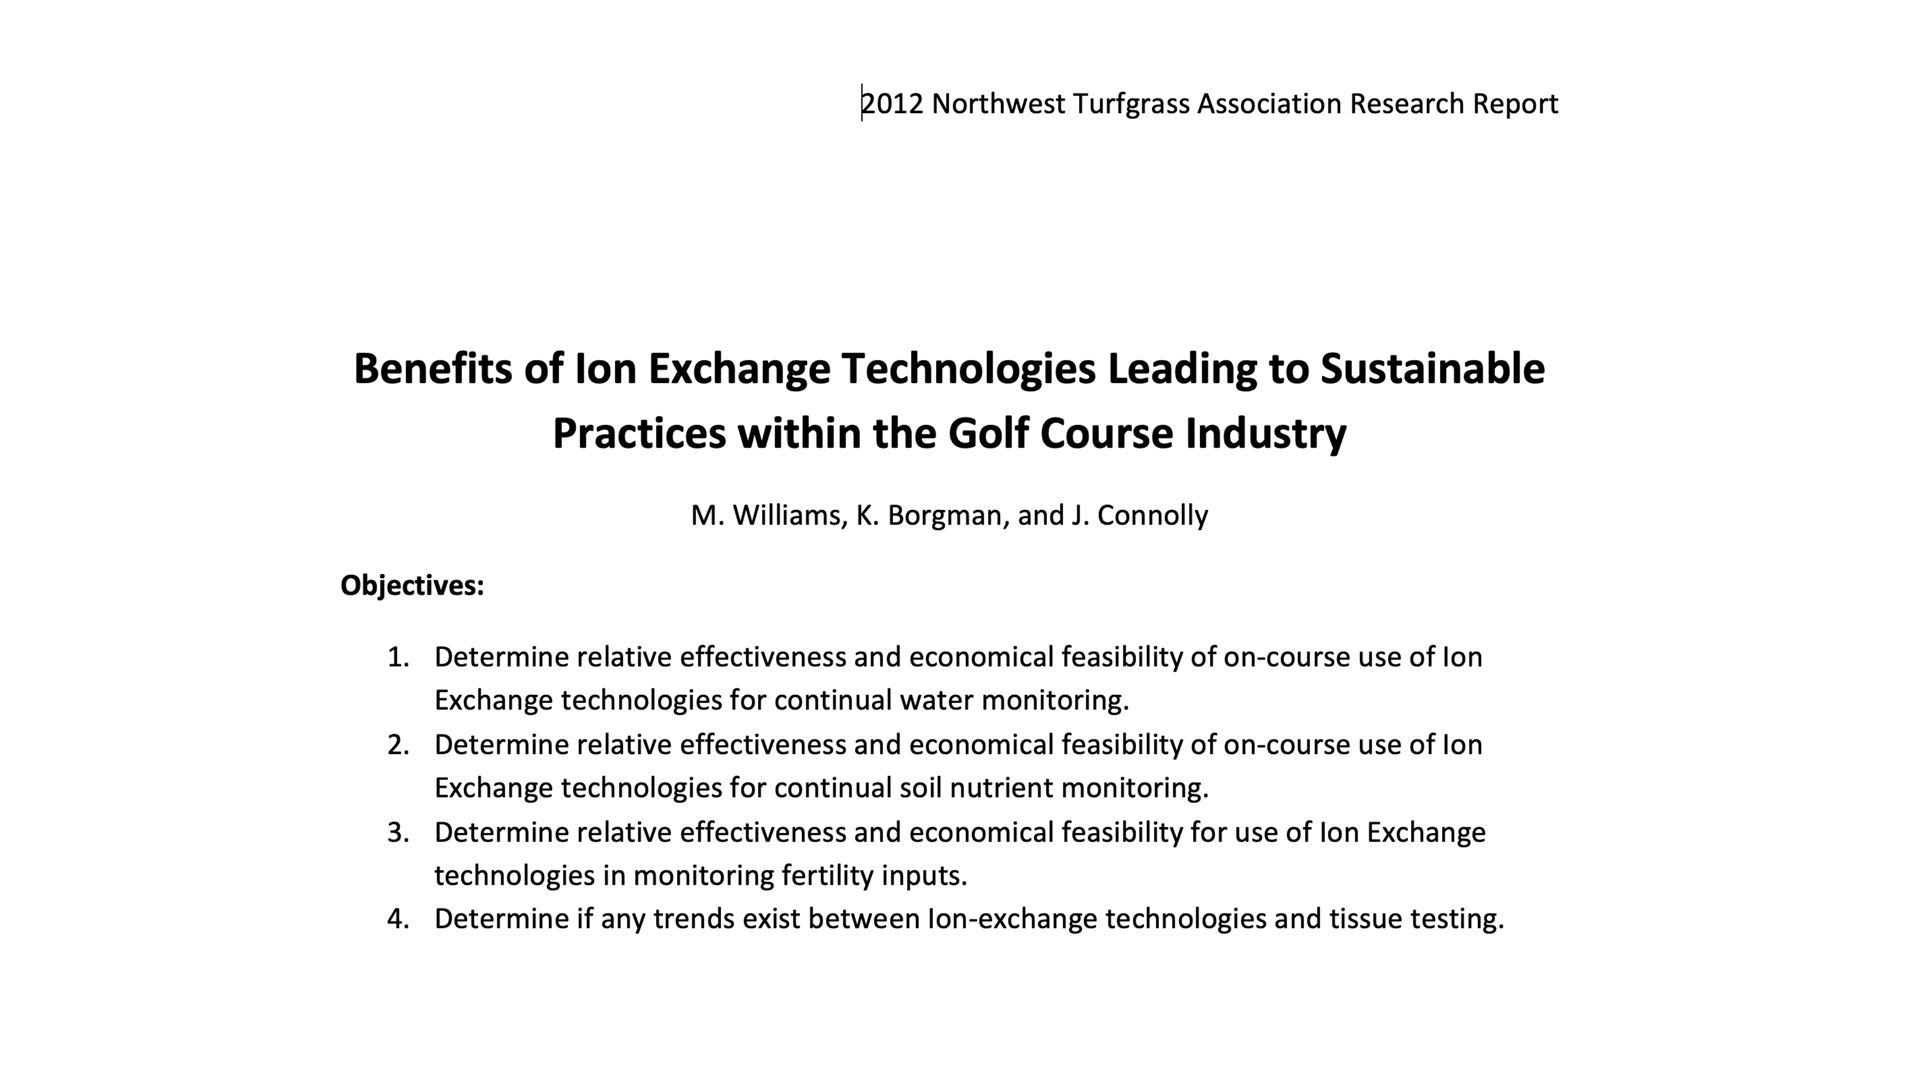 2012 Northwest Turfgrass Association Research Report
Benefits of Ion Exchange Technologies Leading to Sustainable
Practices within the Golf Course Industry
M. Williams, K. Borgman, and J. Connolly
Objectives:
1. Determine relative effectiveness and economical feasibility of on-course use of Ion
Exchange technologies for continual water monitoring.
2. Determine relative effectiveness and economical feasibility of on-course use of Ion
Exchange technologies for continual soil nutrient monitoring.
3. Determine relative effectiveness and economical feasibility for use of Ion Exchange
technologies in monitoring fertility inputs.
4. Determine if any trends exist between Ion-exchange technologies and tissue testing.